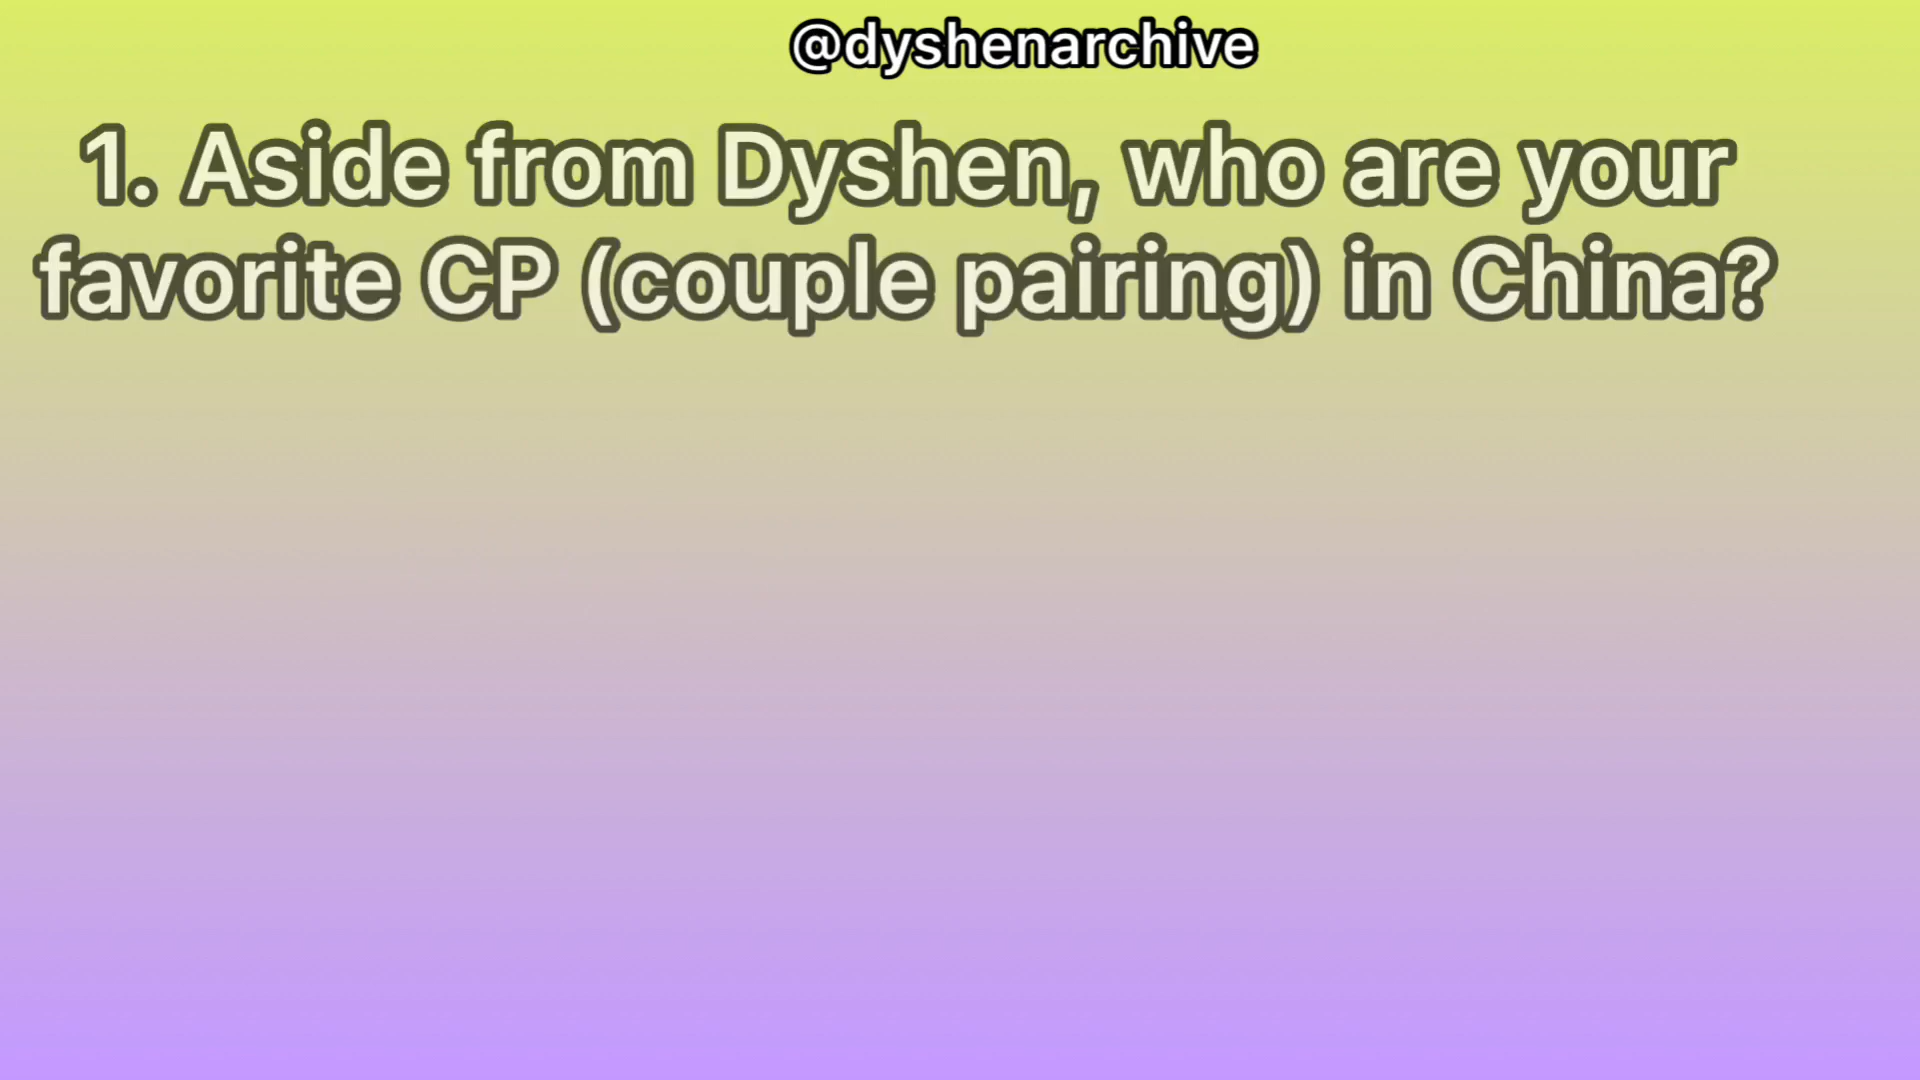 @dyshenarchive
1. Aside from Dyshen, who are your
favorite CP (couple pairing) in China?